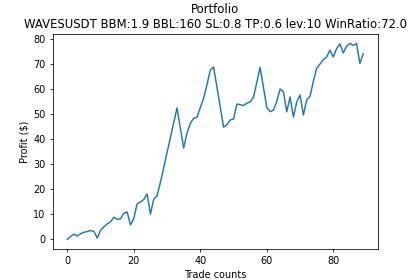 Portfolio
WAVESUSDT BBM:1.9 BBL:160 SL:0.8 TP:0.6 lev:10 WinRatio:72.0
80
70
60
50
40
30
20
10
0
Profit ($)
0 20 40 60 80
Trade counts